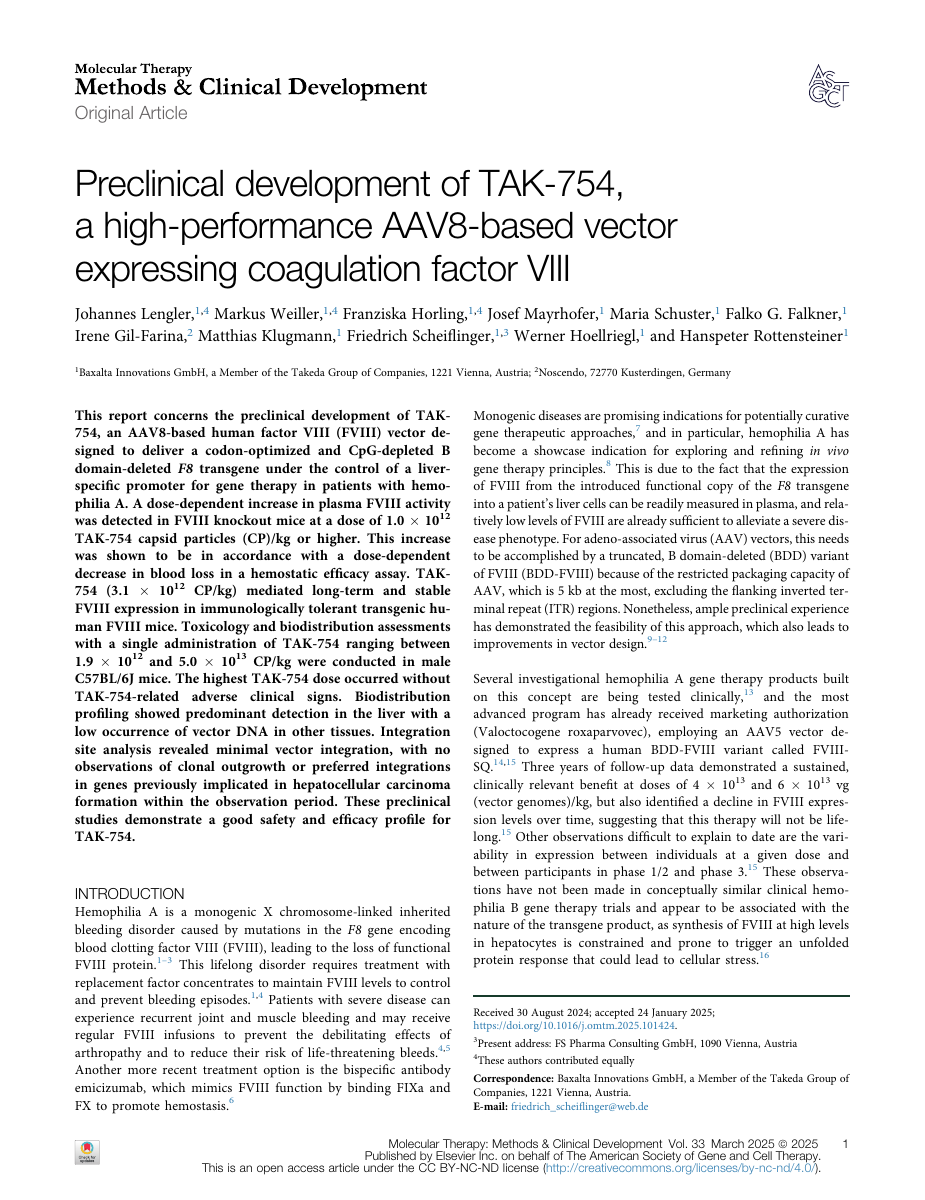 Molecular Therapy
Methods & Clinical Development
Original Article
ASGCT
Preclinical development of TAK-754,
a high-performance AAV8-based vector
expressing coagulation factor VIII
Johannes Lengler,1,4 Markus Weiller,1,4 Franziska Horling,1,4 Josef Mayrhofer,1 Maria Schuster,1 Falko G. Falkner,1
Irene Gil-Farina,2 Matthias Klugmann,1 Friedrich Scheiflinger,1,3 Werner Hoellriegl,1 and Hanspeter Rottensteiner1
1Baxalta Innovations GmbH, a Member of the Takeda Group of Companies, 1221 Vienna, Austria; 2Noscendo, 72770 Kusterdingen, Germany
This report concerns the preclinical development of TAK-
754, an AAV8-based human factor VIII (FVIII) vector de-
signed to deliver a codon-optimized and CpG-depleted B
domain-deleted F8 transgene under the control of a liver-
specific promoter for gene therapy in patients with hemo-
philia A. A dose-dependent increase in plasma FVIII activity
was detected in FVIII knockout mice at a dose of 1.0 × 10^12
TAK-754 capsid particles (CP)/kg or higher. This increase
was shown to be in accordance with a dose-dependent
decrease in blood loss in a hemostatic efficacy assay. TAK-
754 (3.1 × 10^12 CP/kg) mediated long-term and stable
FVIII expression in immunologically tolerant transgenic hu-
man FVIII mice. Toxicology and biodistribution assessments
with a single administration of TAK-754 ranging between
1.9 × 10^12 and 5.0 × 10^13 CP/kg were conducted in male
C57BL/6J mice. The highest TAK-754 dose occurred without
TAK-754-related adverse clinical signs. Biodistribution
profiling showed predominant detection in the liver with a
low occurrence of vector DNA in other tissues. Integration
site analysis revealed minimal vector integration, with no
observations of clonal outgrowth or preferred integrations
in genes previously implicated in hepatocellular carcinoma
formation within the observation period. These preclinical
studies demonstrate a good safety and efficacy profile for
TAK-754.
INTRODUCTION
Hemophilia A is a monogenic X chromosome-linked inherited
bleeding disorder caused by mutations in the F8 gene encoding
blood clotting factor VIII (FVIII), leading to the loss of functional
FVIII protein.1–3 This lifelong disorder requires treatment with
replacement factor concentrates to maintain FVIII levels to control
and prevent bleeding episodes.1,4 Patients with severe disease can
experience recurrent joint and muscle bleeding and may receive
regular FVIII infusions to prevent the debilitating effects of
arthropathy and to reduce their risk of life-threatening bleeds.4,5
Another more recent treatment option is the bispecific antibody
emicizumab, which mimics FVIII function by binding FIXa and
FX to promote hemostasis.6
Monogenic diseases are promising indications for potentially curative
gene therapeutic approaches,7 and in particular, hemophilia A has
become a showcase indication for exploring and refining in vivo
gene therapy principles.8 This is due to the fact that the expression
of FVIII from the introduced functional copy of the F8 transgene
into a patient's liver cells can be readily measured in plasma, and rela-
tively low levels of FVIII are already sufficient to alleviate a severe dis-
ease phenotype. For adeno-associated virus (AAV) vectors, this needs
to be accomplished by a truncated, B domain-deleted (BDD) variant
of FVIII (BDD-FVIII) because of the restricted packaging capacity of
AAV, which is 5 kb at the most, excluding the flanking inverted ter-
minal repeat (ITR) regions. Nonetheless, ample preclinical experience
has demonstrated the feasibility of this approach, which also leads to
improvements in vector design.9–12
Several investigational hemophilia A gene therapy products built
on this concept are being tested clinically,13 and the most
advanced program has already received marketing authorization
(Valoctocogene roxaparvovec), employing an AAV5 vector de-
signed to express a human BDD-FVIII variant called FVIII-
SQ.14,15 Three years of follow-up data demonstrated a sustained,
clinically relevant benefit at doses of 4 × 10^13 and 6 × 10^13 vg
(vector genomes)/kg, but also identified a decline in FVIII expres-
sion levels over time, suggesting that this therapy will not be life-
long.15 Other observations difficult to explain to date are the vari-
ability in expression between individuals at a given dose and
between participants in phase 1/2 and phase 3.15 These observa-
tions have not been made in conceptually similar clinical hemo-
philia B gene therapy trials and appear to be associated with the
nature of the transgene product, as synthesis of FVIII at high levels
in hepatocytes is constrained and prone to trigger an unfolded
protein response that could lead to cellular stress.16
Received 30 August 2024; accepted 24 January 2025;
https://doi.org/10.1016/j.omtm.2025.101424.
3Present address: FS Pharma Consulting GmbH, 1090 Vienna, Austria
4These authors contributed equally
Correspondence: Baxalta Innovations GmbH, a Member of the Takeda Group of
Companies, 1221 Vienna, Austria.
E-mail: friedrich_scheiflinger@web.de
Check for
updates
Molecular Therapy: Methods & Clinical Development Vol. 33 March 2025 © 2025 1
Published by Elsevier Inc. on behalf of The American Society of Gene and Cell Therapy.
This is an open access article under the CC BY-NC-ND license (http://creativecommons.org/licenses/by-nc-nd/4.0/).